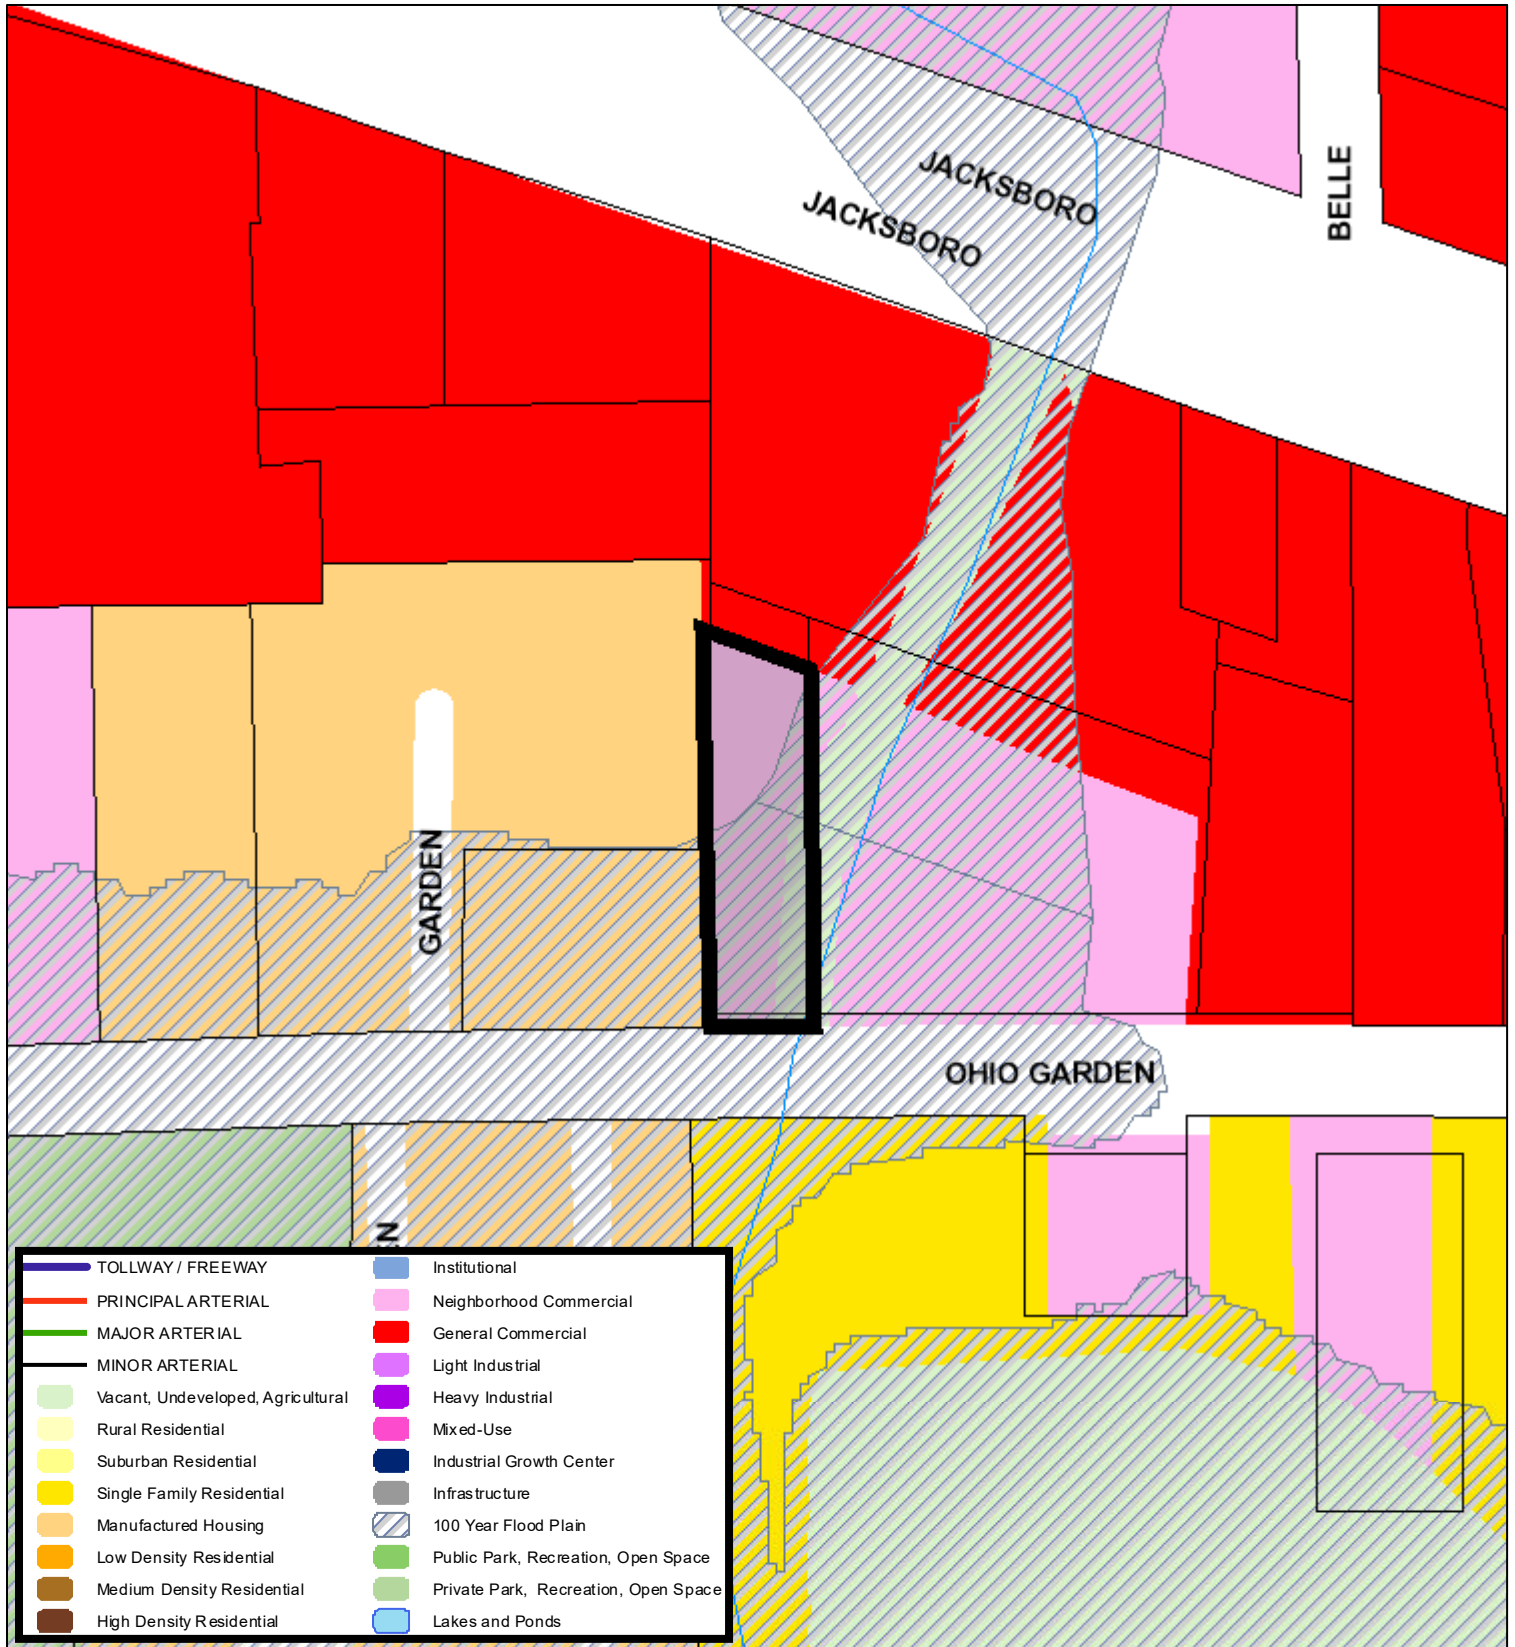 JACKSBORO
JACKSBORO
BELLE
GARDEN
OHIO GARDEN
EN
TOLLWAY / FREEWAY
PRINCIPAL ARTERIAL
MAJOR ARTERIAL
MINOR ARTERIAL
Vacant, Undeveloped, Agricultural
Rural Residential
Suburban Residential
Single Family Residential
Manufactured Housing
Low Density Residential
Medium Density Residential
High Density Residential
Institutional
Neighborhood Commercial
General Commercial
Light Industrial
Heavy Industrial
Mixed-Use
Industrial Growth Center
Infrastructure
100 Year Flood Plain
Public Park, Recreation, Open Space
Private Park, Recreation, Open Space
Lakes and Ponds